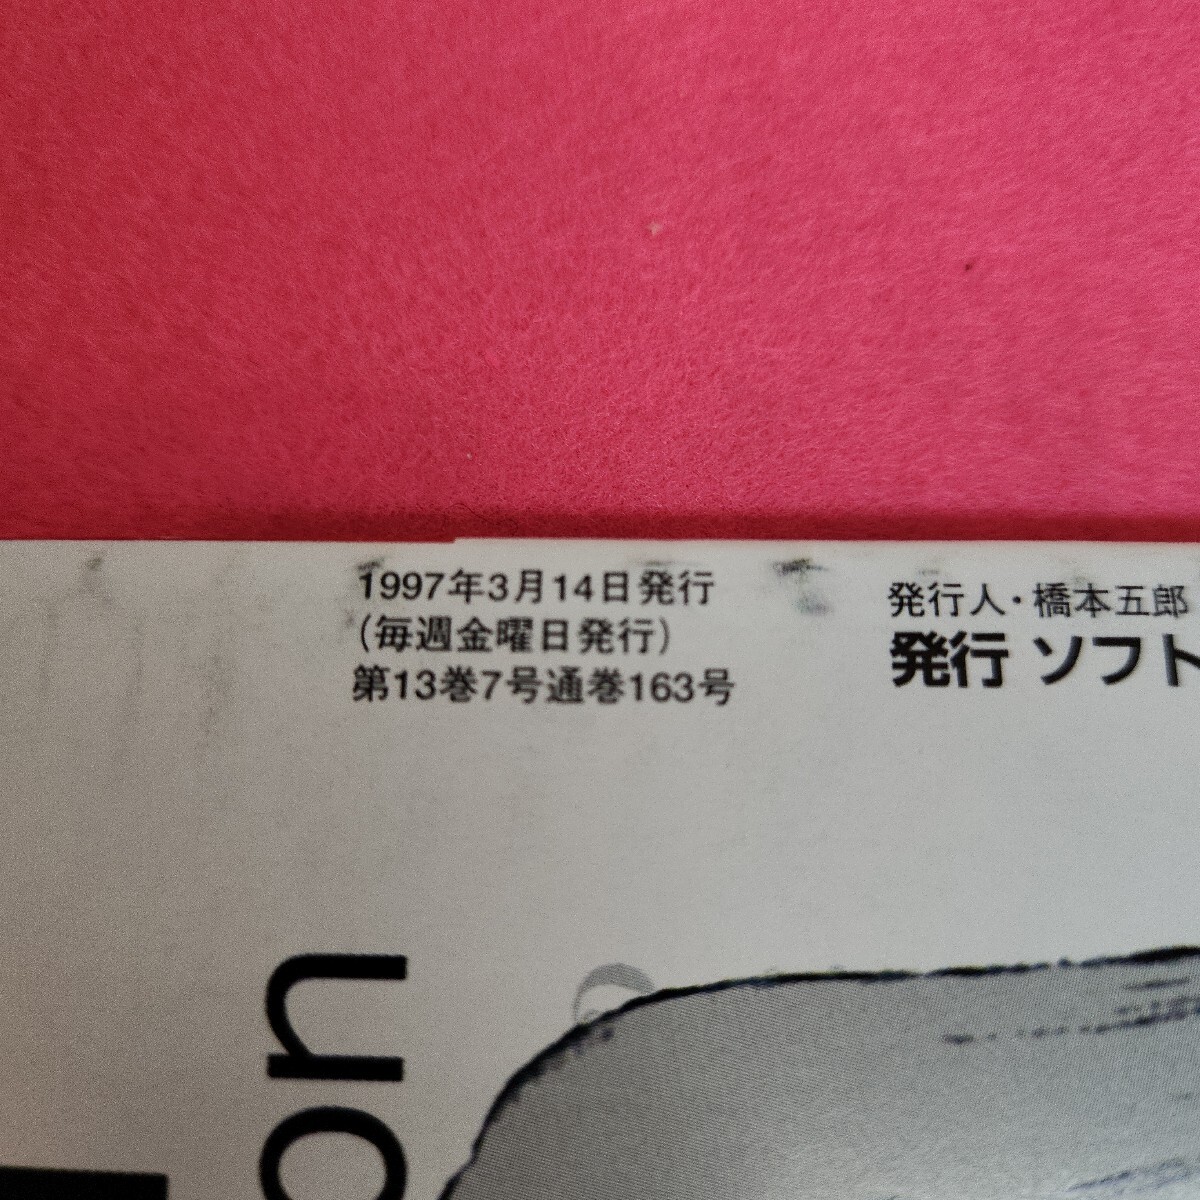 1997年3月14日発行
(毎週金曜日発行)
第13巻7号通巻163号
発行人・橋本五郎
発行 ソフト
on